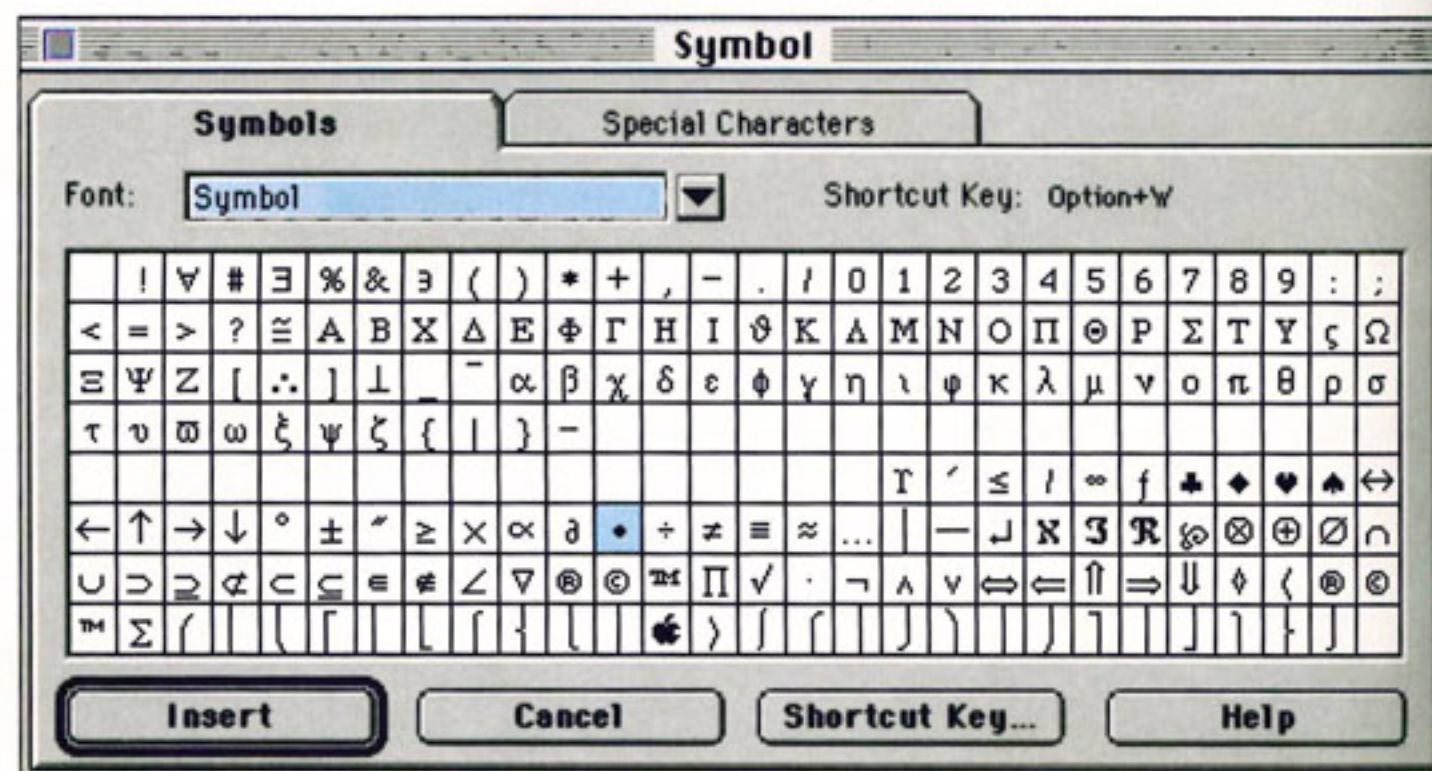 Symbol
Symbols Special Characters
Font: Symbol Shortcut Key: Option+W
! ∀ # ∃ % & ∍ ( ) * + , − . / 0 1 2 3 4 5 6 7 8 9 : ;
< = > ? ≅ Α Β Χ Δ Ε Φ Γ Η Ι ϑ Κ Λ Μ Ν Ο Π Θ Ρ Σ Τ Υ ς Ω
Ξ Ψ Ζ [ ∴ ] ⊥ _ ‾ α β χ δ ε φ γ η ι φ κ λ μ ν ο π θ ρ σ
τ υ ϖ ω ξ ψ ζ { | } ∼
ϒ ′ ≤ / ∞ ƒ ♣ ♦ ♥ ♠ ↔
← ↑ → ↓ ° ± ″ ≥ × ∝ ∂ • ÷ ≠ ≡ ≈ … | — ↵ ℵ ℑ ℜ ℘ ⊗ ⊕ ∅ ∩
∪ ⊃ ⊇ ⊄ ⊂ ⊆ ∈ ∉ ∠ ∇ ® © ™ ∏ √ · ¬ ∧ ∨ ⇔ ⇐ ⇑ ⇒ ⇓ ◊ 〈 ® ©
™ ∑ ⎛ ⎜ ⎝ ⎡ ⎢ ⎣ ⎧ ⎨ ⎩ ⎪  〉 ∫ ⌠ ⎮ ⌡ ⎞ ⎟ ⎠ ⎤ ⎥ ⎦ ⎫ ⎬ ⎭
Insert Cancel Shortcut Key... Help